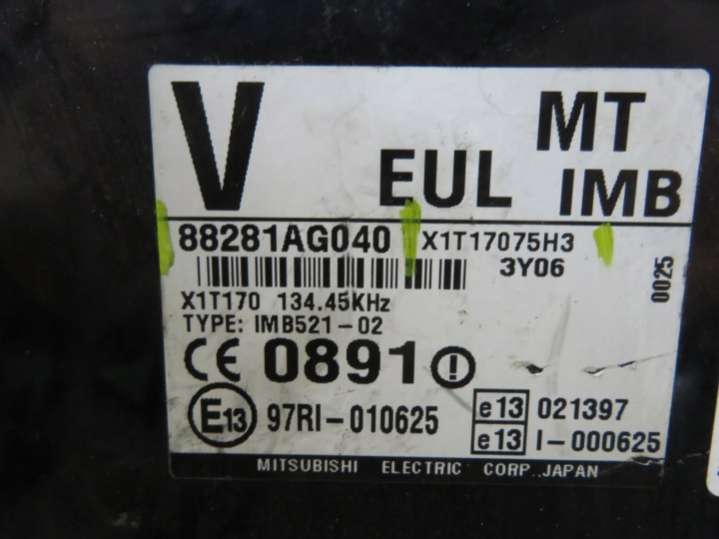 V EUL MT IMB
88281AG040 X1T17075H3
3Y06
0025
X1T170 134.45KHz
TYPE: IMB521-02
CE 0891
E13 97RI-010625
e13 021397
e13 I-000625
MITSUBISHI ELECTRIC CORP. JAPAN